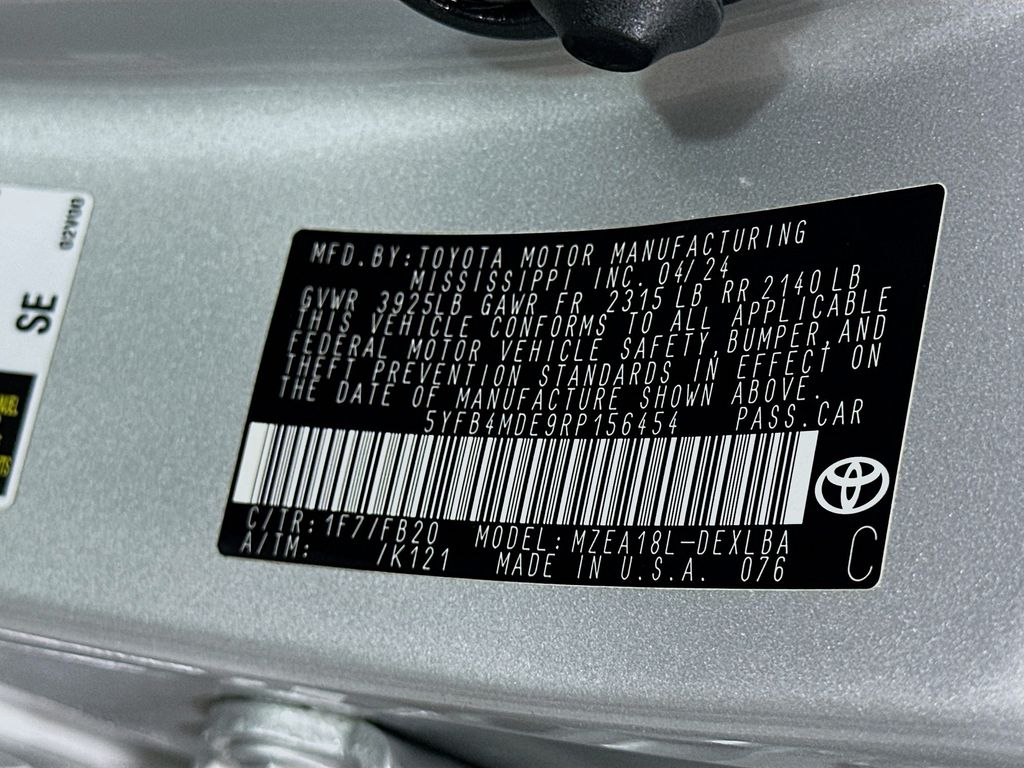 MFD.BY:TOYOTA MOTOR MANUFACTURING
MISSISSIPPI INC. 04/24
GVWR 3925LB GAWR FR 2315LB RR 2140LB
THIS VEHICLE CONFORMS TO ALL APPLICABLE
FEDERAL MOTOR VEHICLE SAFETY, BUMPER, AND
THEFT PREVENTION STANDARDS IN EFFECT ON
THE DATE OF MANUFACTURE SHOWN ABOVE.
5YFB4MDE9RP156454 PASS.CAR
C/TR:1F7/FB20 MODEL:MZEA18L-DEXLBA
A/TM: /K121 MADE IN U.S.A. 076
C
02V00
SE